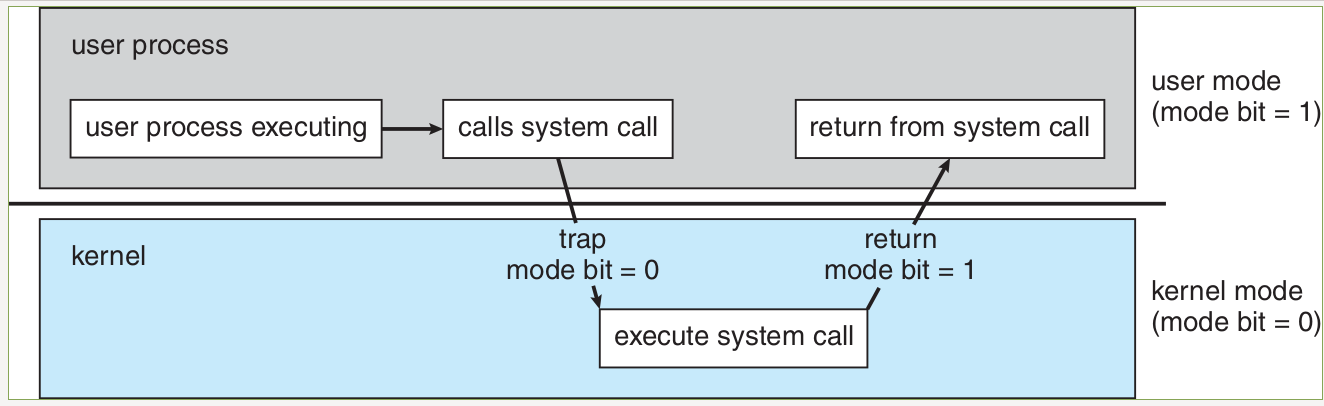 user process
user process executing
calls system call
return from system call
user mode
(mode bit = 1)
kernel
trap
mode bit = 0
return
mode bit = 1
execute system call
kernel mode
(mode bit = 0)